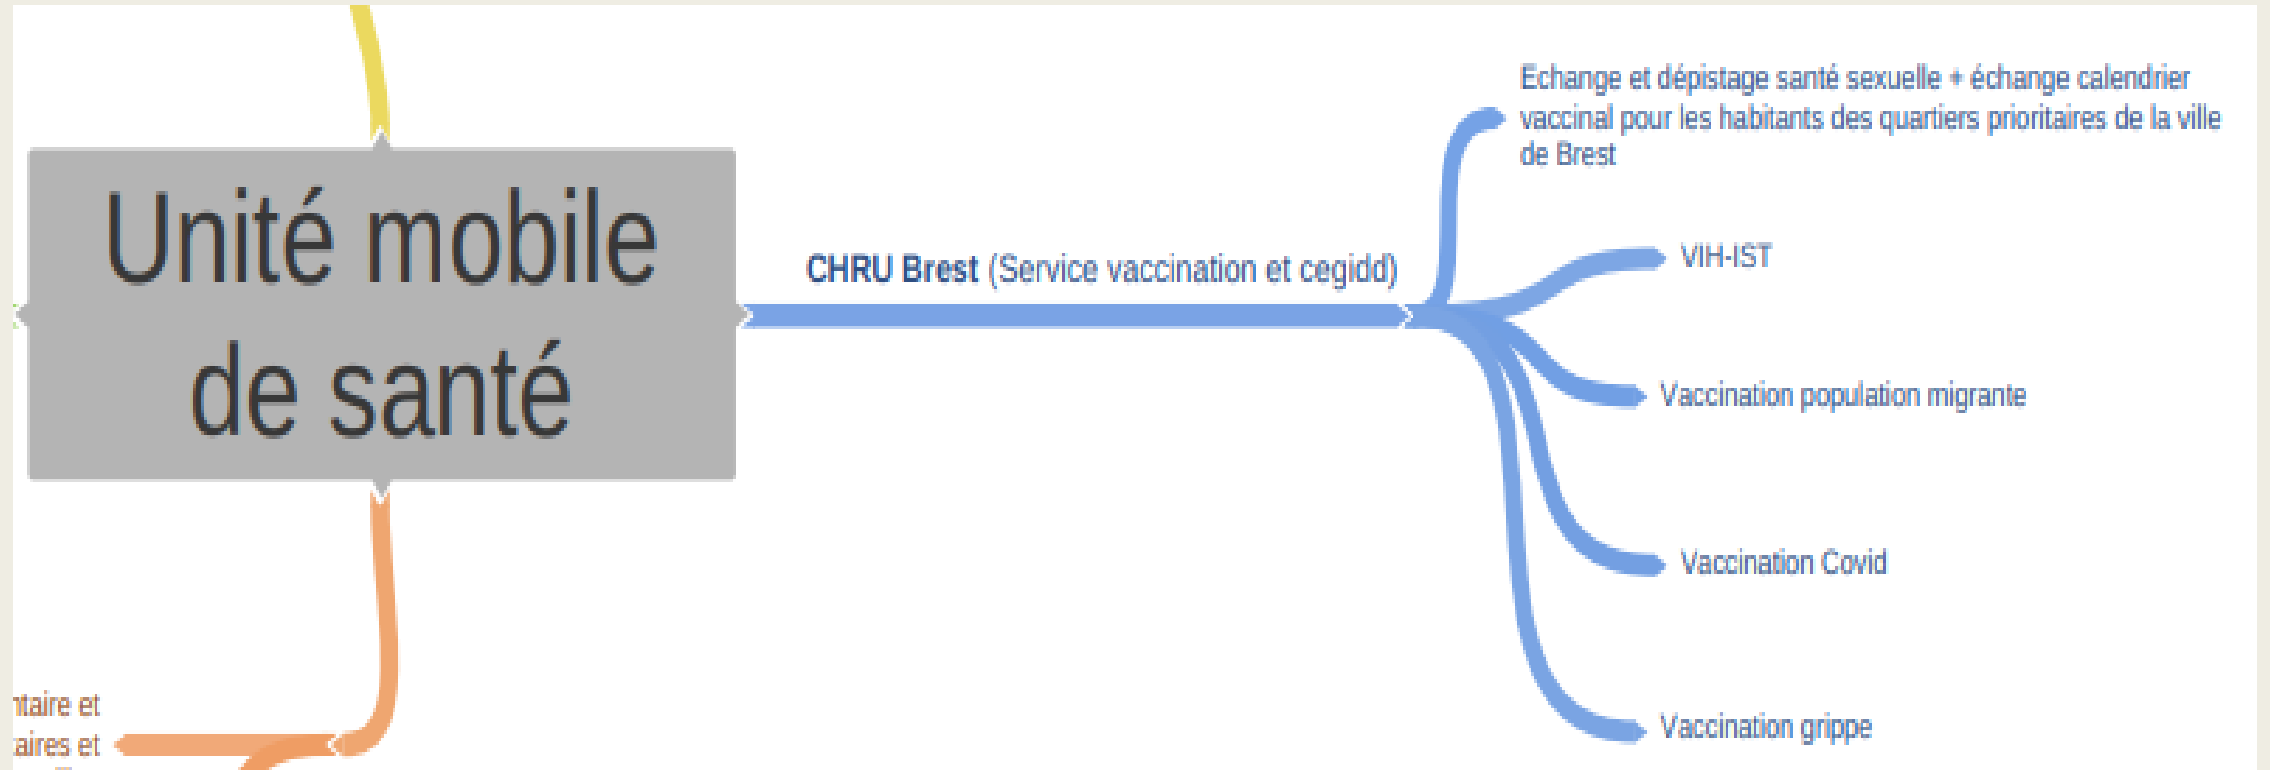 Unité mobile
de santé
CHRU Brest (Service vaccination et cegidd)
Echange et dépistage santé sexuelle + échange calendrier
vaccinal pour les habitants des quartiers prioritaires de la ville
de Brest
VIH-IST
Vaccination population migrante
Vaccination Covid
Vaccination grippe
et
et